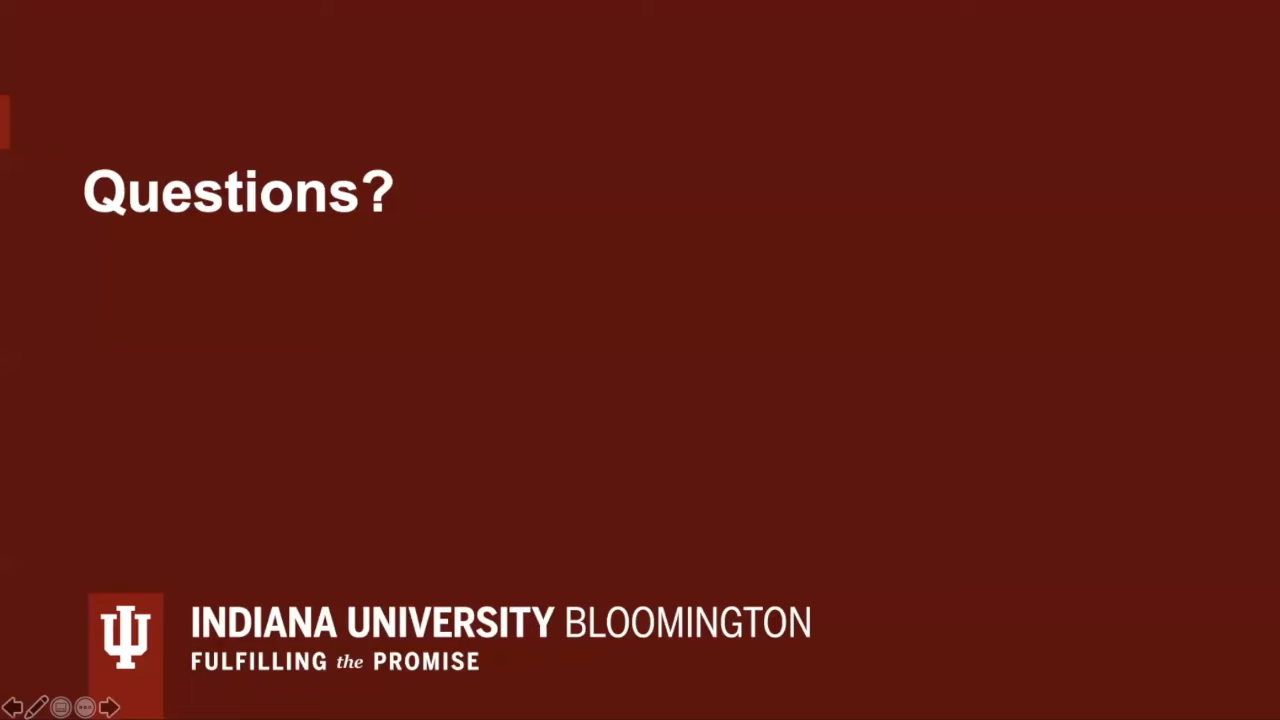 Questions?
INDIANA UNIVERSITY BLOOMINGTON
FULFILLING the PROMISE